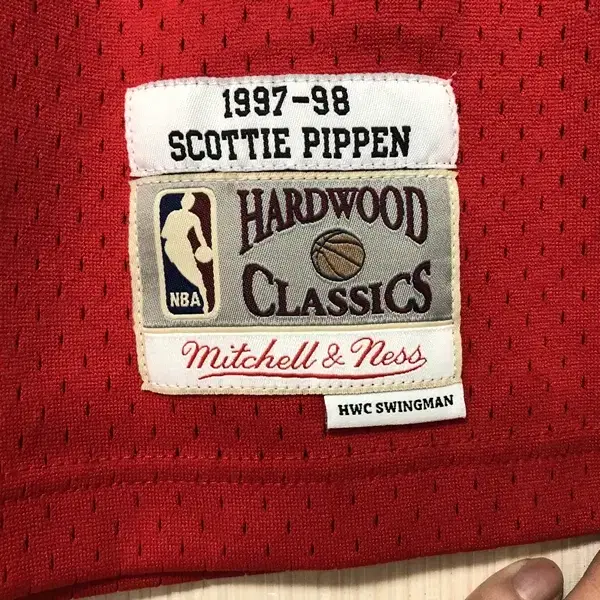 1997-98
SCOTTIE PIPPEN
HARDWOOD
CLASSICS
NBA
Mitchell & Ness
HWC SWINGMAN